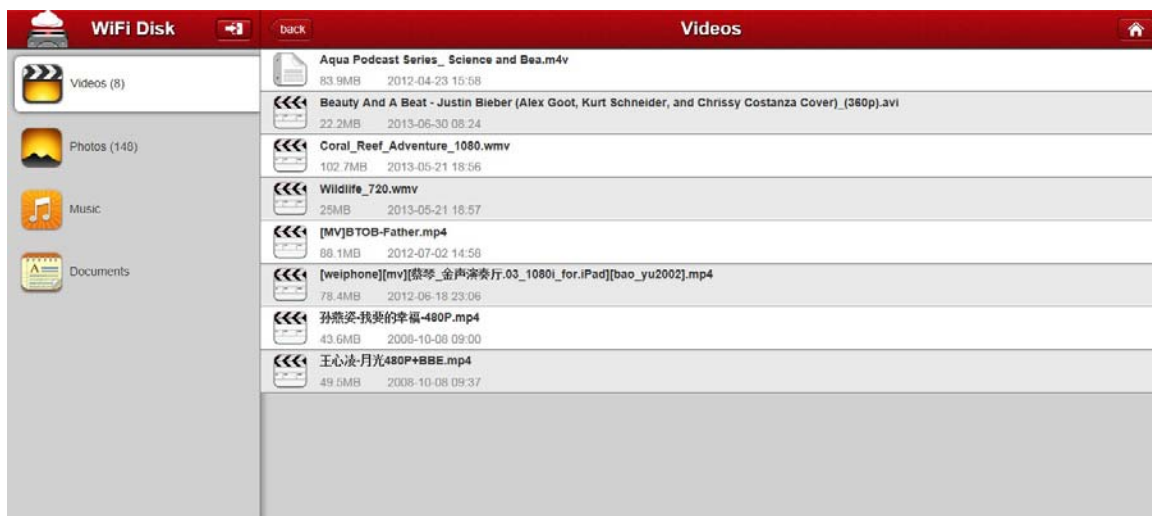 WiFi Disk
back
Videos
Videos (8)
Photos (148)
Music
Documents
Aqua Podcast Series_ Science and Bea.m4v
83.9MB 2012-04-23 15:58
Beauty And A Beat - Justin Bieber (Alex Goot, Kurt Schneider, and Chrissy Costanza Cover)_(360p).avi
22.2MB 2013-06-30 08:24
Coral_Reef_Adventure_1080.wmv
102.7MB 2013-05-21 18:56
Wildlife_720.wmv
25MB 2013-05-21 18:57
[MV]BTOB-Father.mp4
88.1MB 2012-07-02 14:58
[weiphone][mv][蔡琴_金声演奏厅.03_1080i_for.iPad][bao_yu2002].mp4
78.4MB 2012-06-18 23:06
孙燕姿-我要的幸福-480P.mp4
43.6MB 2008-10-08 09:00
王心凌-月光480P+BBE.mp4
49.5MB 2008-10-08 09:37